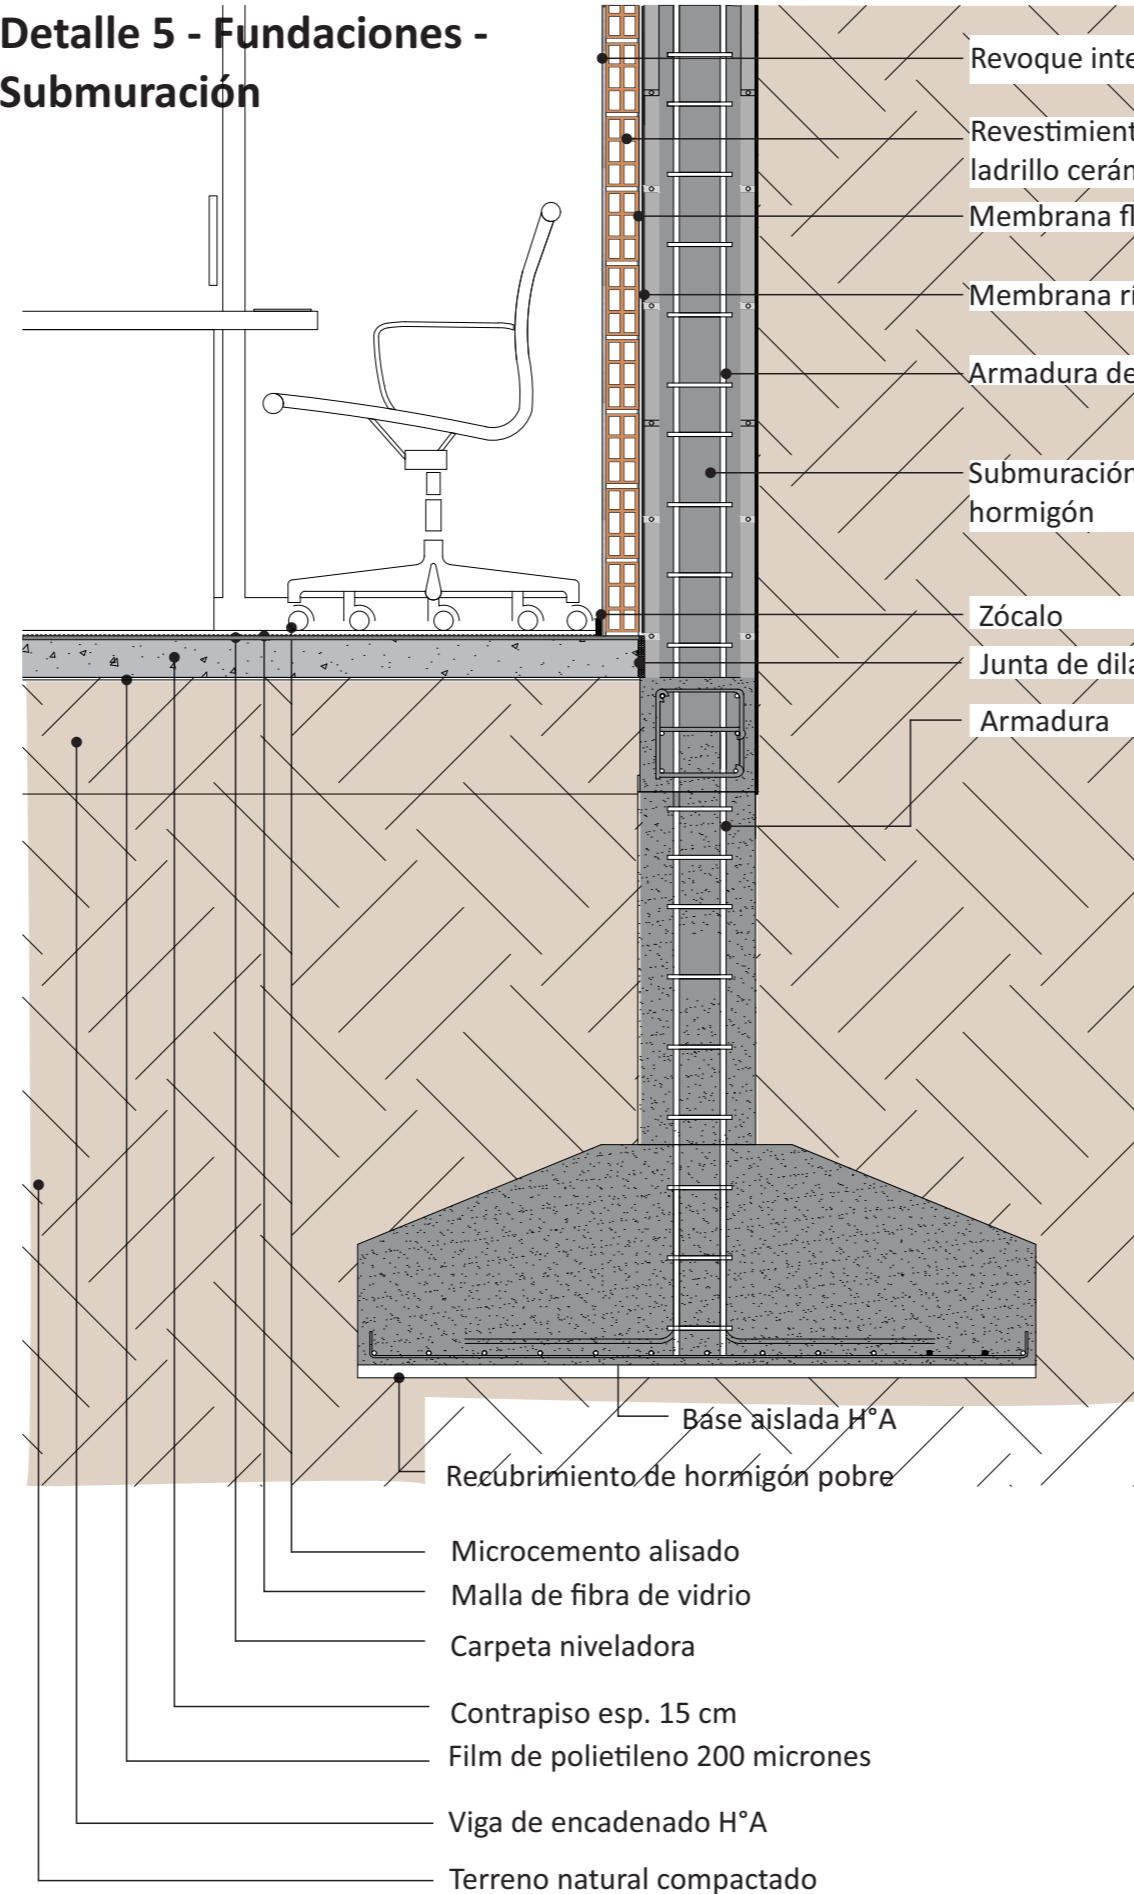 Detalle 5 - Fundaciones -
Submuración
Revoque inte
Revestimient
ladrillo cerám
Membrana fl
Membrana rí
Armadura de
Submuración
hormigón
Zócalo
Junta de dila
Armadura
Base aislada H°A
Recubrimiento de hormigón pobre
Microcemento alisado
Malla de fibra de vidrio
Carpeta niveladora
Contrapiso esp. 15 cm
Film de polietileno 200 micrones
Viga de encadenado H°A
Terreno natural compactado